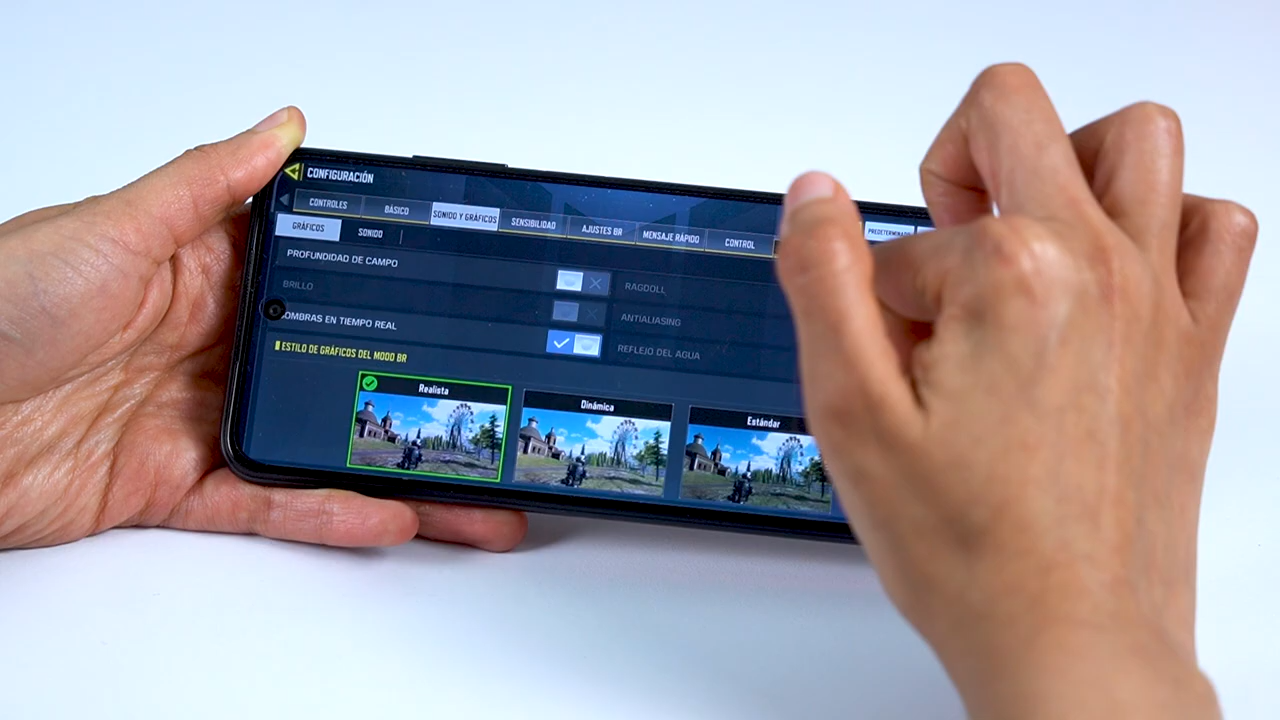 CONFIGURACIÓN
CONTROLES BÁSICO SONIDO Y GRÁFICOS SENSIBILIDAD AJUSTES BR MENSAJE RÁPIDO CONTROL
GRÁFICOS SONIDO
PROFUNDIDAD DE CAMPO
RAGDOLL
BRILLO
ANTIALIASING
SOMBRAS EN TIEMPO REAL
REFLEJO DEL AGUA
ESTILO DE GRÁFICOS DEL MODO BR
Realista
Dinámica
Estándar